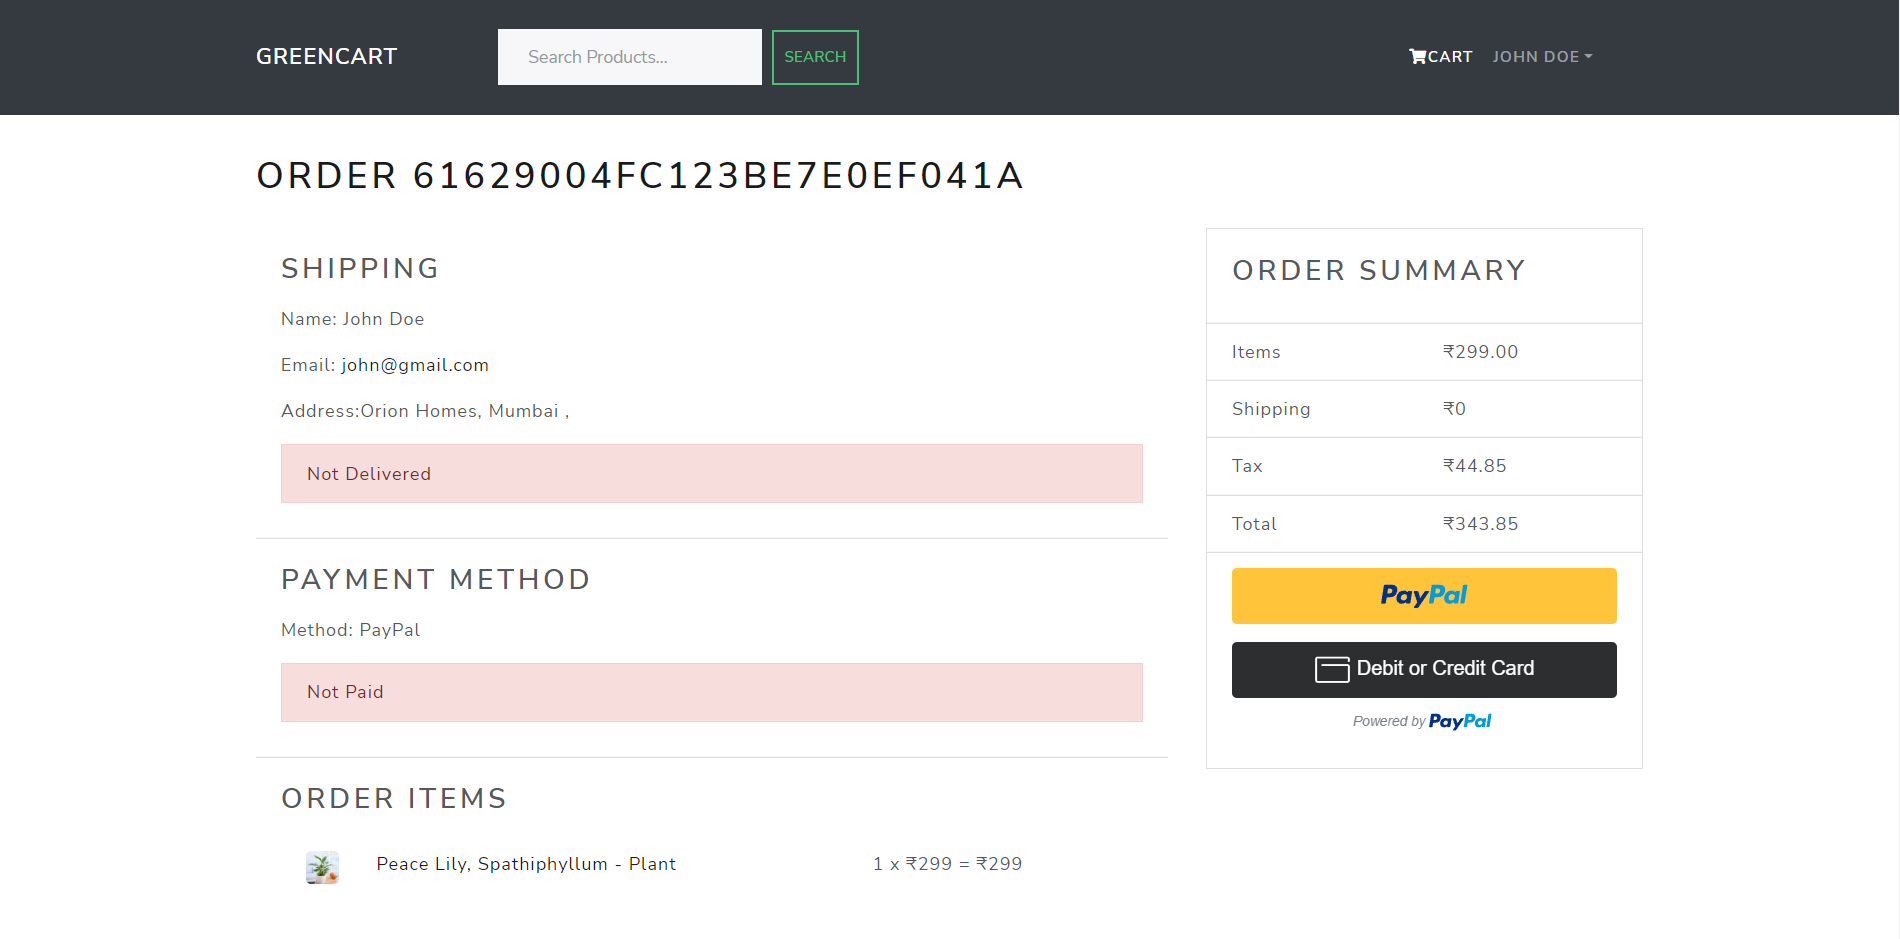 GREENCART
Search Products...
SEARCH
CART
JOHN DOE
ORDER 61629004FC123BE7E0EF041A
SHIPPING
Name: John Doe
Email: john@gmail.com
Address:Orion Homes, Mumbai ,
Not Delivered
PAYMENT METHOD
Method: PayPal
Not Paid
ORDER ITEMS
Peace Lily, Spathiphyllum - Plant
1 x ₹299 = ₹299
ORDER SUMMARY
Items ₹299.00
Shipping ₹0
Tax ₹44.85
Total ₹343.85
PayPal
Debit or Credit Card
Powered by PayPal